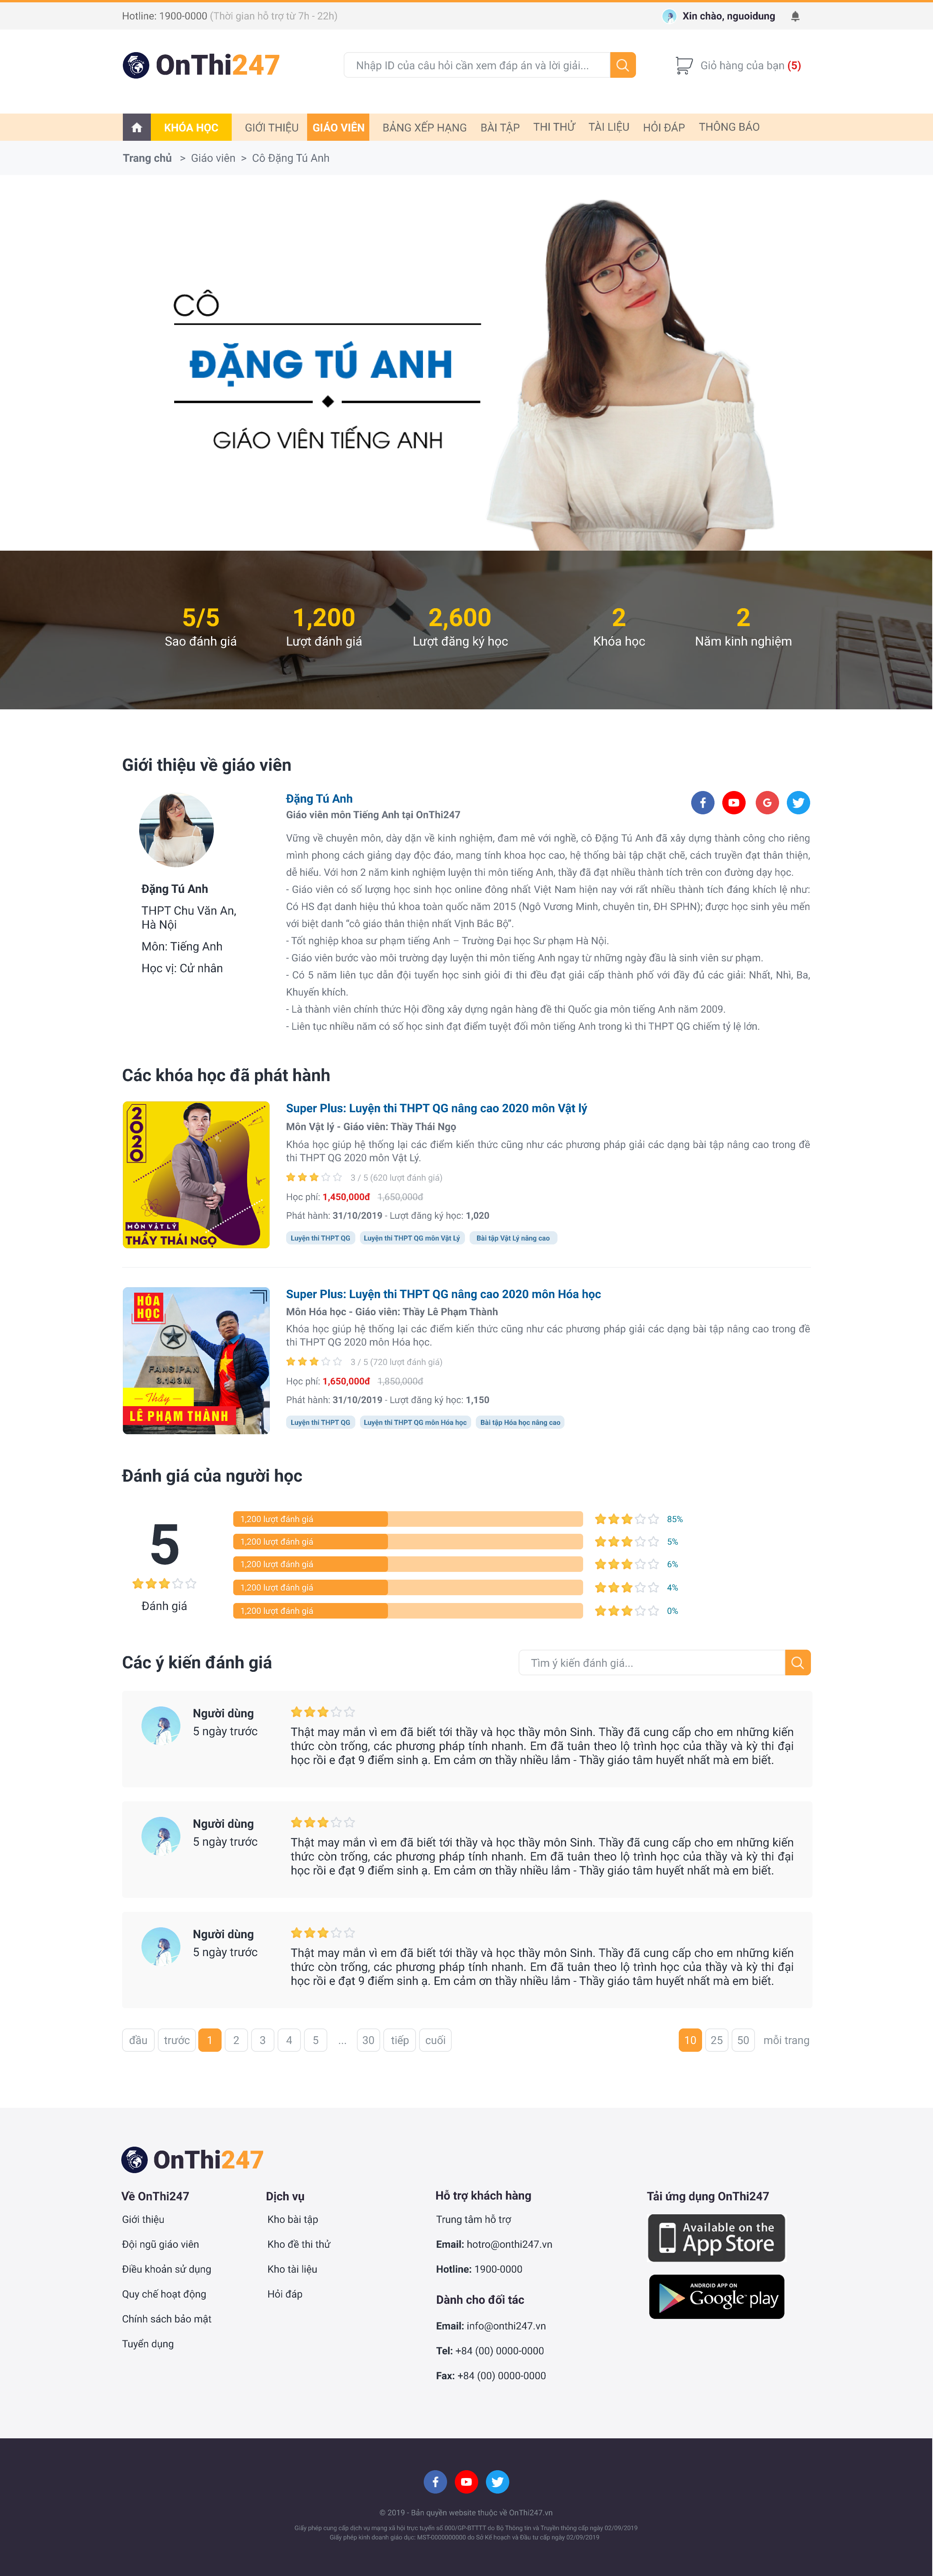 Hotline: 1900-0000 (Thời gian hỗ trợ từ 7h - 22h)
Xin chào, nguoidung
OnThi247
Nhập ID của câu hỏi cần xem đáp án và lời giải...
Giỏ hàng của bạn (5)
KHÓA HỌC GIỚI THIỆU GIÁO VIÊN BẢNG XẾP HẠNG BÀI TẬP THI THỬ TÀI LIỆU HỎI ĐÁP THÔNG BÁO
Trang chủ > Giáo viên > Cô Đặng Tú Anh
CÔ
ĐẶNG TÚ ANH
GIÁO VIÊN TIẾNG ANH
5/5 1,200 2,600 2 2
Sao đánh giá Lượt đánh giá Lượt đăng ký học Khóa học Năm kinh nghiệm
Giới thiệu về giáo viên
Đặng Tú Anh
THPT Chu Văn An,
Hà Nội
Môn: Tiếng Anh
Học vị: Cử nhân
Đặng Tú Anh
Giáo viên môn Tiếng Anh tại OnThi247
Vững về chuyên môn, dày dặn về kinh nghiệm, đam mê với nghề, cô Đặng Tú Anh đã xây dựng thành công cho riêng
mình phong cách giảng dạy độc đáo, mang tính khoa học cao, hệ thống bài tập chặt chẽ, cách truyền đạt thân thiện,
dễ hiểu. Với hơn 2 năm kinh nghiệm luyện thi môn tiếng Anh, thầy đã đạt nhiều thành tích trên con đường dạy học.
- Giáo viên có số lượng học sinh học online đông nhất Việt Nam hiện nay với rất nhiều thành tích đáng khích lệ như:
Có HS đạt danh hiệu thủ khoa toàn quốc năm 2015 (Ngô Vương Minh, chuyên tin, ĐH SPHN); được học sinh yêu mến
với biệt danh “cô giáo thân thiện nhất Vịnh Bắc Bộ”.
- Tốt nghiệp khoa sư phạm tiếng Anh – Trường Đại học Sư phạm Hà Nội.
- Giáo viên bước vào môi trường dạy luyện thi môn tiếng Anh ngay từ những ngày đầu là sinh viên sư phạm.
- Có 5 năm liên tục dẫn đội tuyển học sinh giỏi đi thi đều đạt giải cấp thành phố với đầy đủ các giải: Nhất, Nhì, Ba,
Khuyến khích.
- Là thành viên chính thức Hội đồng xây dựng ngân hàng đề thi Quốc gia môn tiếng Anh năm 2009.
- Liên tục nhiều năm có số học sinh đạt điểm tuyệt đối môn tiếng Anh trong kì thi THPT QG chiếm tỷ lệ lớn.
Các khóa học đã phát hành
2020
MÔN VẬT LÝ
THẦY THÁI NGỌ
Super Plus: Luyện thi THPT QG nâng cao 2020 môn Vật lý
Môn Vật lý - Giáo viên: Thầy Thái Ngọ
Khóa học giúp hệ thống lại các điểm kiến thức cũng như các phương pháp giải các dạng bài tập nâng cao trong đề
thi THPT QG 2020 môn Vật Lý.
3 / 5 (620 lượt đánh giá)
Học phí: 1,450,000đ 1,650,000đ
Phát hành: 31/10/2019 - Lượt đăng ký học: 1,020
Luyện thi THPT QG Luyện thi THPT QG môn Vật Lý Bài tập Vật Lý nâng cao
HÓA
HỌC
FANSIPAN
3.143M
Thầy
LÊ PHẠM THÀNH
Super Plus: Luyện thi THPT QG nâng cao 2020 môn Hóa học
Môn Hóa học - Giáo viên: Thầy Lê Phạm Thành
Khóa học giúp hệ thống lại các điểm kiến thức cũng như các phương pháp giải các dạng bài tập nâng cao trong đề
thi THPT QG 2020 môn Hóa học.
3 / 5 (720 lượt đánh giá)
Học phí: 1,650,000đ 1,850,000đ
Phát hành: 31/10/2019 - Lượt đăng ký học: 1,150
Luyện thi THPT QG Luyện thi THPT QG môn Hóa học Bài tập Hóa học nâng cao
Đánh giá của người học
5
Đánh giá
1,200 lượt đánh giá 85%
1,200 lượt đánh giá 5%
1,200 lượt đánh giá 6%
1,200 lượt đánh giá 4%
1,200 lượt đánh giá 0%
Các ý kiến đánh giá
Tìm ý kiến đánh giá...
Người dùng
5 ngày trước
Thật may mắn vì em đã biết tới thầy và học thầy môn Sinh. Thầy đã cung cấp cho em những kiến
thức còn trống, các phương pháp tính nhanh. Em đã tuân theo lộ trình học của thầy và kỳ thi đại
học rồi e đạt 9 điểm sinh ạ. Em cảm ơn thầy nhiều lắm - Thầy giáo tâm huyết nhất mà em biết.
Người dùng
5 ngày trước
Thật may mắn vì em đã biết tới thầy và học thầy môn Sinh. Thầy đã cung cấp cho em những kiến
thức còn trống, các phương pháp tính nhanh. Em đã tuân theo lộ trình học của thầy và kỳ thi đại
học rồi e đạt 9 điểm sinh ạ. Em cảm ơn thầy nhiều lắm - Thầy giáo tâm huyết nhất mà em biết.
Người dùng
5 ngày trước
Thật may mắn vì em đã biết tới thầy và học thầy môn Sinh. Thầy đã cung cấp cho em những kiến
thức còn trống, các phương pháp tính nhanh. Em đã tuân theo lộ trình học của thầy và kỳ thi đại
học rồi e đạt 9 điểm sinh ạ. Em cảm ơn thầy nhiều lắm - Thầy giáo tâm huyết nhất mà em biết.
đầu trước 1 2 3 4 5 ... 30 tiếp cuối
10 25 50 mỗi trang
OnThi247
Về OnThi247
Giới thiệu
Đội ngũ giáo viên
Điều khoản sử dụng
Quy chế hoạt động
Chính sách bảo mật
Tuyển dụng
Dịch vụ
Kho bài tập
Kho đề thi thử
Kho tài liệu
Hỏi đáp
Hỗ trợ khách hàng
Trung tâm hỗ trợ
Email: hotro@onthi247.vn
Hotline: 1900-0000
Dành cho đối tác
Email: info@onthi247.vn
Tel: +84 (00) 0000-0000
Fax: +84 (00) 0000-0000
Tải ứng dụng OnThi247
Available on the
App Store
ANDROID APP ON
Google play
© 2019 - Bản quyền website thuộc về OnThi247.vn
Giấy phép cung cấp dịch vụ mạng xã hội trực tuyến số 000/GP-BTTTT do Bộ Thông tin và Truyền thông cấp ngày 02/09/2019
Giấy phép kinh doanh giáo dục: MST-0000000000 do Sở Kế hoạch và Đầu tư cấp ngày 02/09/2019